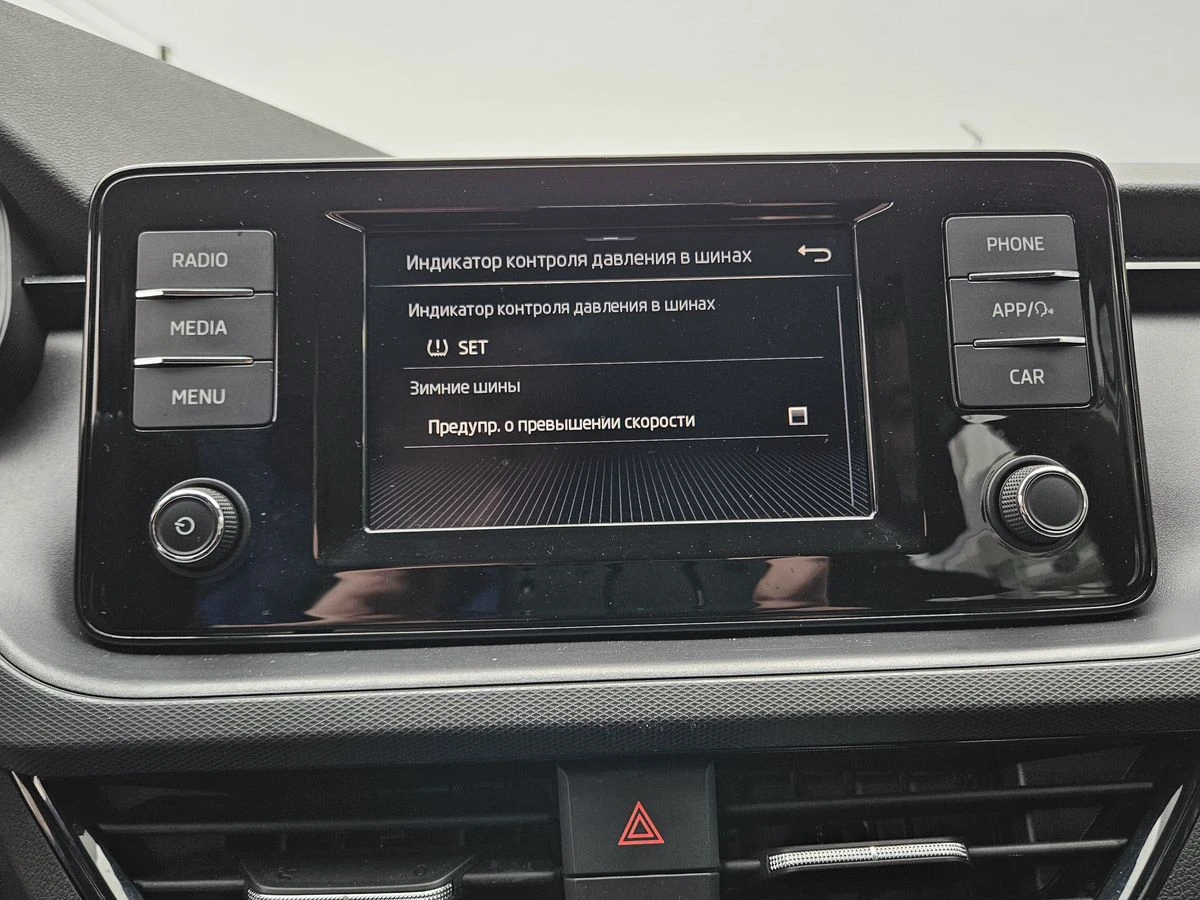 RADIO
MEDIA
MENU
Индикатор контроля давления в шинах
Индикатор контроля давления в шинах
SET
Зимние шины
Предупр. о превышении скорости
PHONE
APP/
CAR